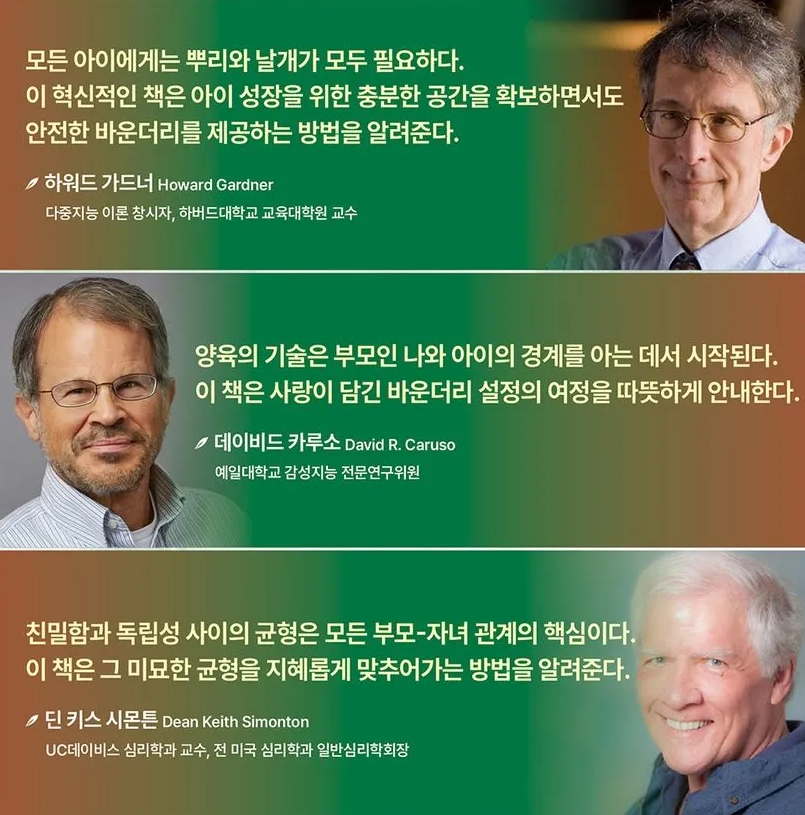 모든 아이에게는 뿌리와 날개가 모두 필요하다.
이 혁신적인 책은 아이 성장을 위한 충분한 공간을 확보하면서도
안전한 바운더리를 제공하는 방법을 알려준다.
하워드 가드너 Howard Gardner
다중지능 이론 창시자, 하버드대학교 교육대학원 교수
양육의 기술은 부모인 나와 아이의 경계를 아는 데서 시작된다.
이 책은 사랑이 담긴 바운더리 설정의 여정을 따뜻하게 안내한다.
데이비드 카루소 David R. Caruso
예일대학교 감성지능 전문연구위원
친밀함과 독립성 사이의 균형은 모든 부모-자녀 관계의 핵심이다.
이 책은 그 미묘한 균형을 지혜롭게 맞추어가는 방법을 알려준다.
딘 키스 시몬튼 Dean Keith Simonton
UC데이비스 심리학과 교수, 전 미국 심리학과 일반심리학회장